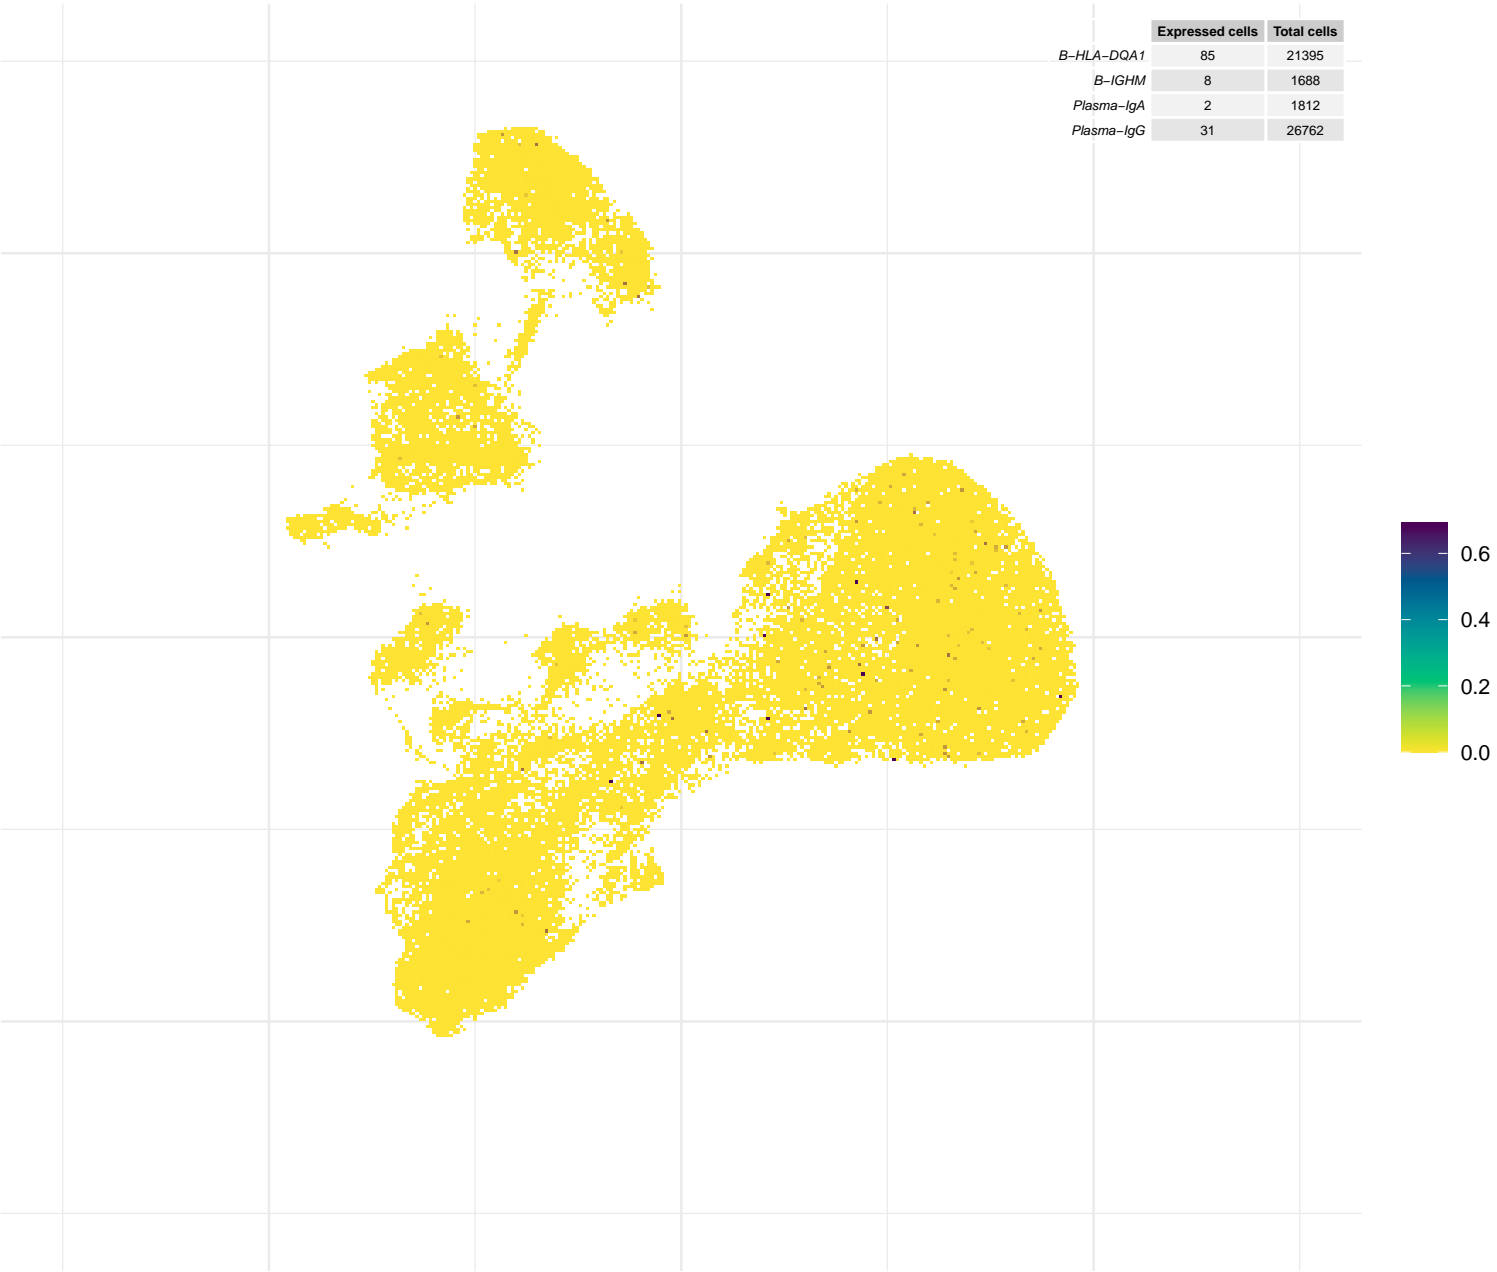 Expressed cells Total cells
B−HLA−DQA1 85 21395
B−IGHM 8 1688
Plasma−IgA 2 1812
Plasma−IgG 31 26762
0.6
0.4
0.2
0.0